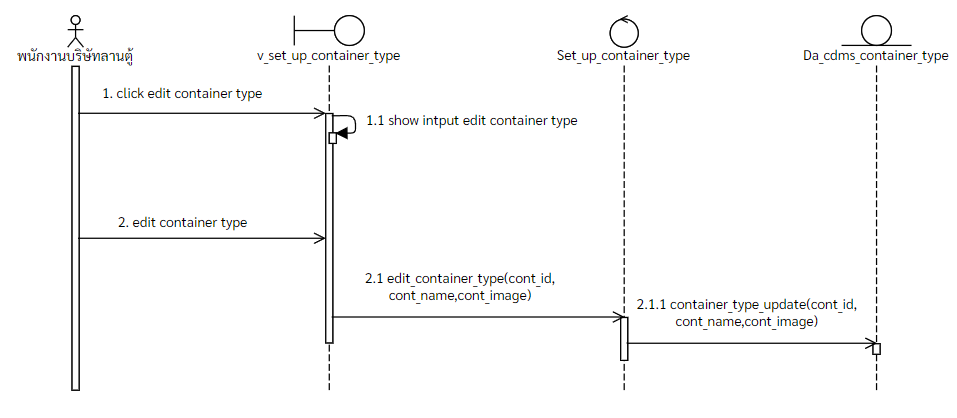 พนักงานบริษัทลานตู้
v_set_up_container_type
Set_up_container_type
Da_cdms_container_type
1. click edit container type
1.1 show intput edit container type
2. edit container type
2.1 edit_container_type(cont_id,
cont_name,cont_image)
2.1.1 container_type_update(cont_id,
cont_name,cont_image)